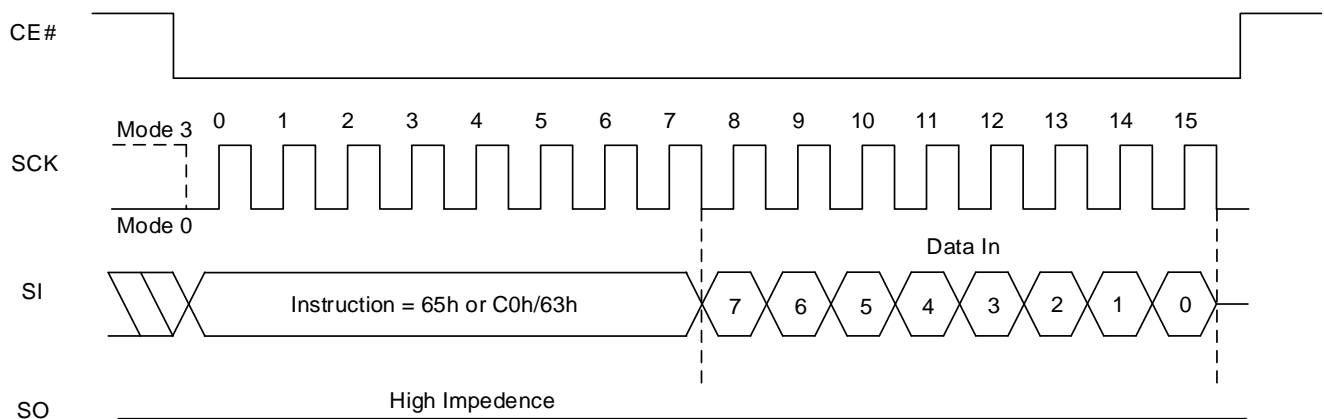 CE#
SCK
Mode 3
0 1 2 3 4 5 6 7 8 9 10 11 12 13 14 15
Mode 0
Data In
SI
Instruction = 65h or C0h/63h
7 6 5 4 3 2 1 0
SO
High Impedence